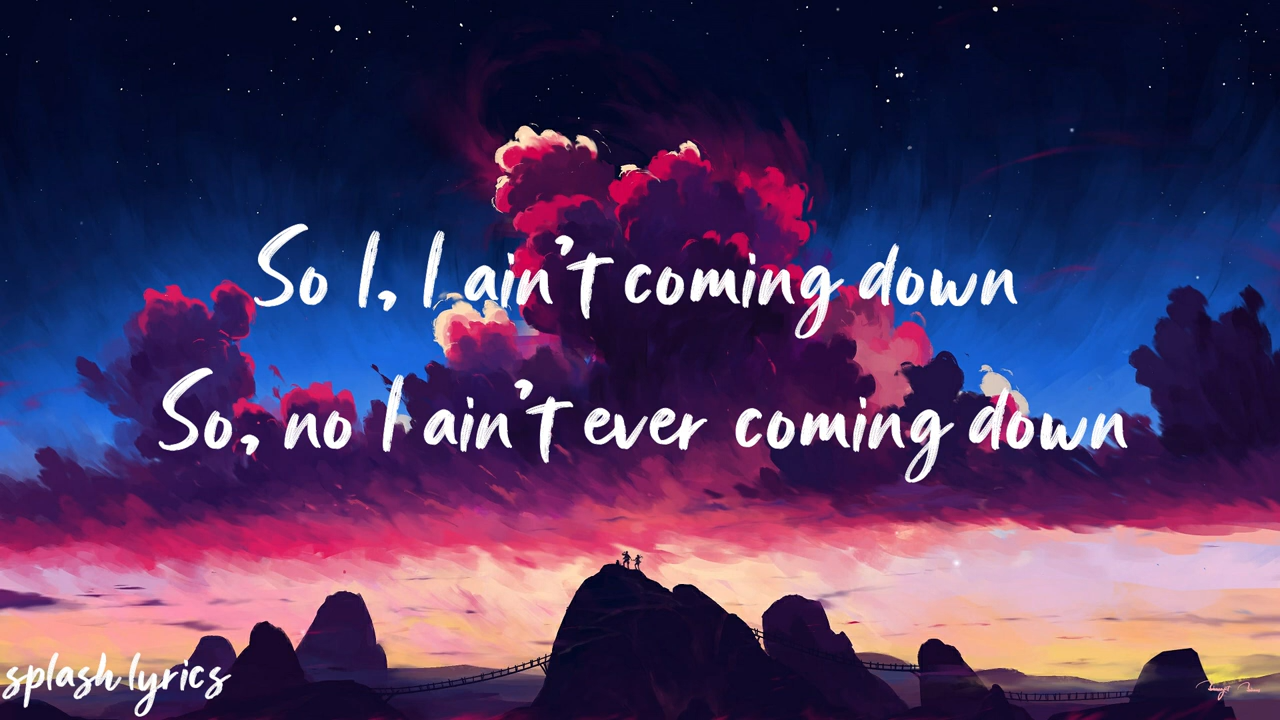 So I, I ain't coming down
So, no I ain't ever coming down
splash lyrics